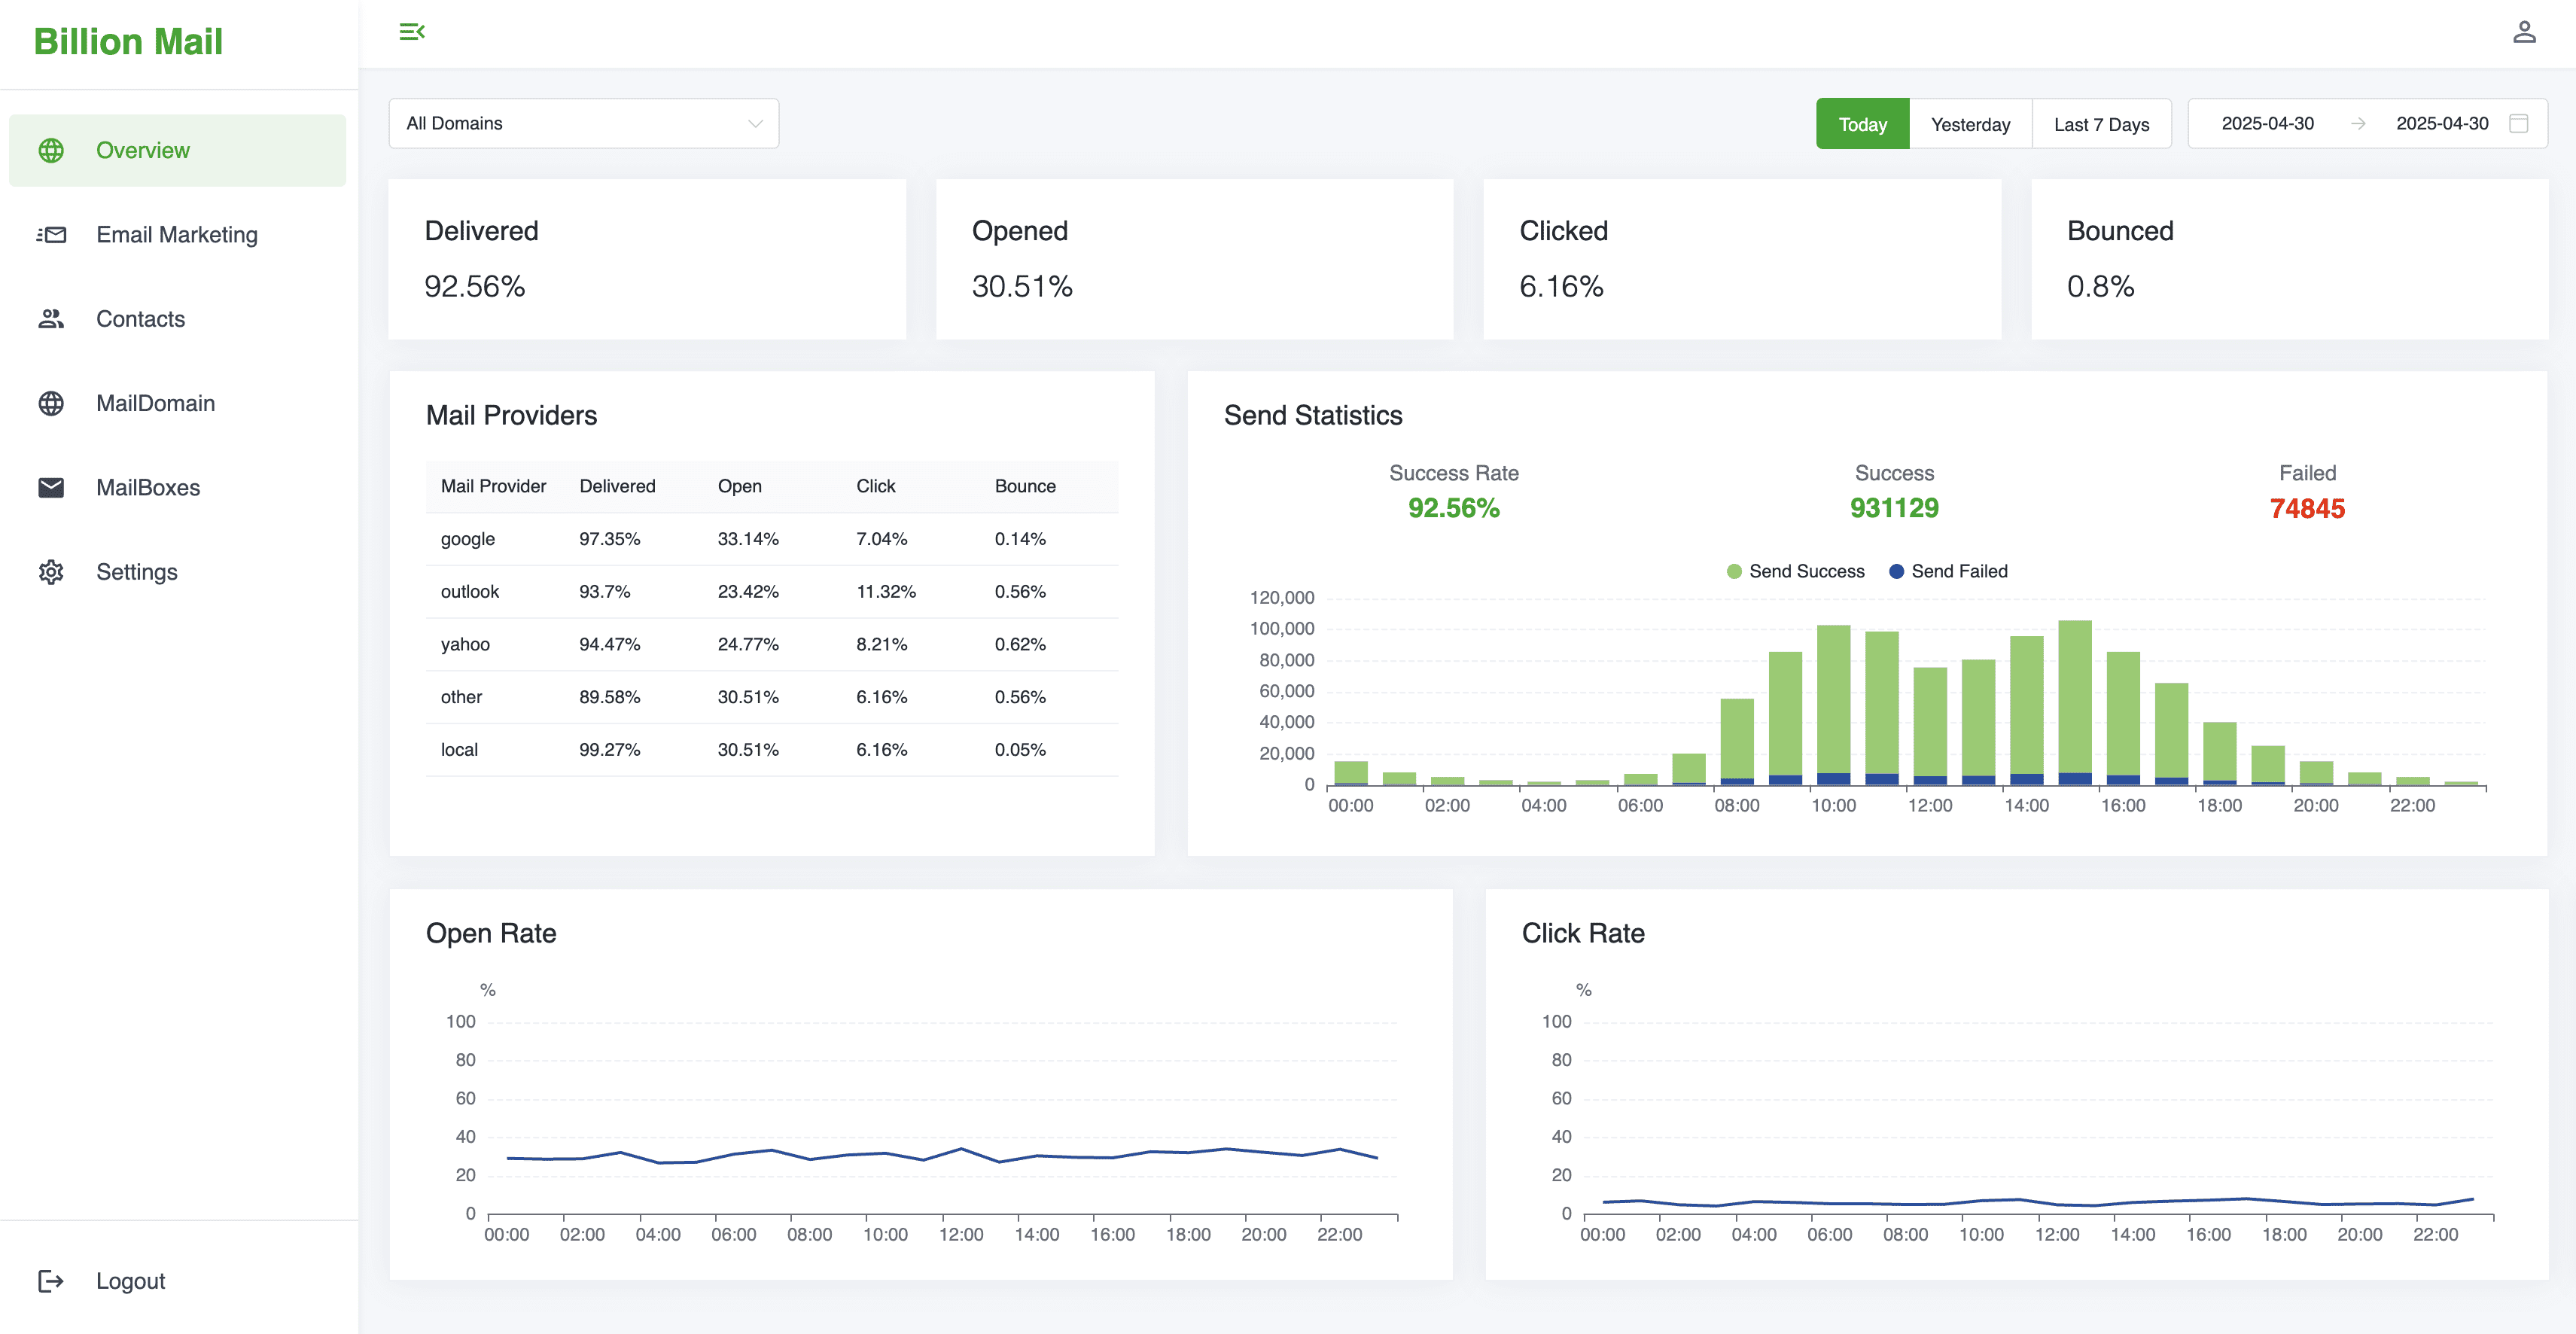 Billion Mail
Overview
Email Marketing
Contacts
MailDomain
MailBoxes
Settings
Logout
All Domains
Today Yesterday Last 7 Days 2025-04-30 2025-04-30
Delivered
92.56%
Opened
30.51%
Clicked
6.16%
Bounced
0.8%
Mail Providers
Mail Provider Delivered Open Click Bounce
google 97.35% 33.14% 7.04% 0.14%
outlook 93.7% 23.42% 11.32% 0.56%
yahoo 94.47% 24.77% 8.21% 0.62%
other 89.58% 30.51% 6.16% 0.56%
local 99.27% 30.51% 6.16% 0.05%
Send Statistics
Success Rate Success Failed
92.56% 931129 74845
Send Success Send Failed
120,000
100,000
80,000
60,000
40,000
20,000
0
00:00 02:00 04:00 06:00 08:00 10:00 12:00 14:00 16:00 18:00 20:00 22:00
Open Rate
%
100
80
60
40
20
0
00:00 02:00 04:00 06:00 08:00 10:00 12:00 14:00 16:00 18:00 20:00 22:00
Click Rate
%
100
80
60
40
20
0
00:00 02:00 04:00 06:00 08:00 10:00 12:00 14:00 16:00 18:00 20:00 22:00